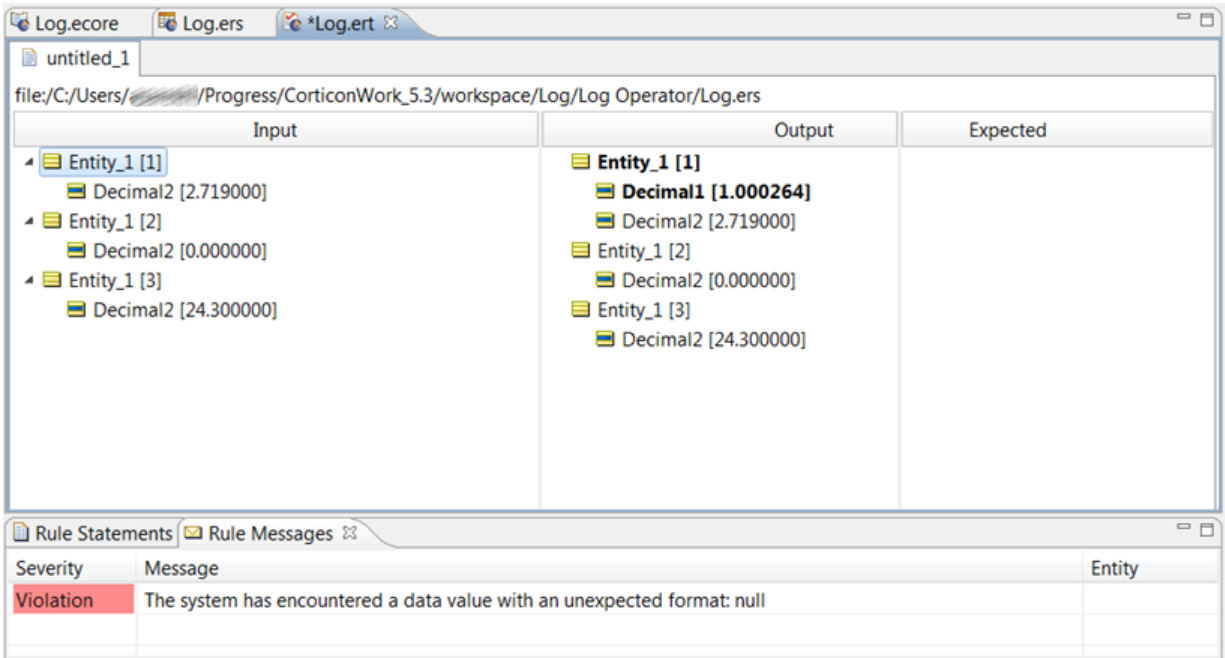 Log.ecore Log.ers *Log.ert
untitled_1
file:/C:/Users/ /Progress/CorticonWork_5.3/workspace/Log/Log Operator/Log.ers
Input Output Expected
Entity_1 [1] Entity_1 [1]
Decimal2 [2.719000] Decimal1 [1.000264]
Entity_1 [2] Decimal2 [2.719000]
Decimal2 [0.000000] Entity_1 [2]
Entity_1 [3] Decimal2 [0.000000]
Decimal2 [24.300000] Entity_1 [3]
Decimal2 [24.300000]
Rule Statements Rule Messages
Severity Message Entity
Violation The system has encountered a data value with an unexpected format: null